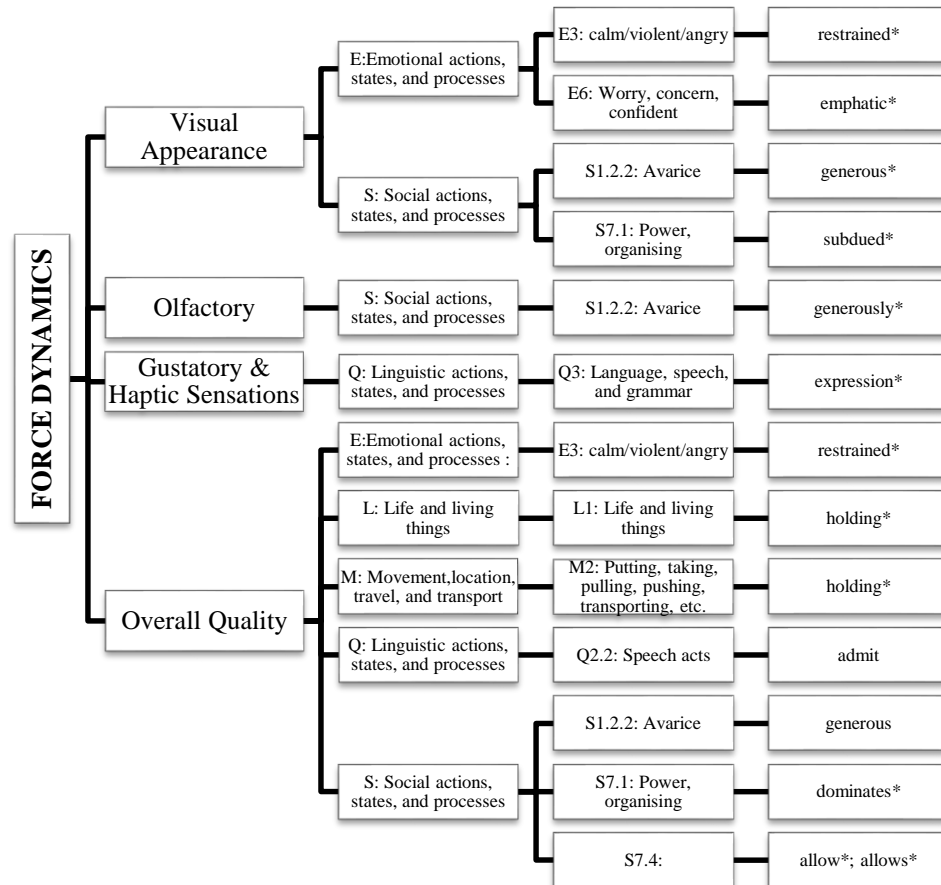 FORCE DYNAMICS
Visual
Appearance
E:Emotional actions,
states, and processes
E3: calm/violent/angry
restrained*
E6: Worry, concern,
confident
emphatic*
S: Social actions,
states, and processes
S1.2.2: Avarice
generous*
S7.1: Power,
organising
subdued*
Olfactory
S: Social actions,
states, and processes
S1.2.2: Avarice
generously*
Gustatory &
Haptic Sensations
Q: Linguistic actions,
states, and processes
Q3: Language, speech,
and grammar
expression*
Overall Quality
E:Emotional actions,
states, and processes :
E3: calm/violent/angry
restrained*
L: Life and living
things
L1: Life and living
things
holding*
M: Movement,location,
travel, and transport
M2: Putting, taking,
pulling, pushing,
transporting, etc.
holding*
Q: Linguistic actions,
states, and processes
Q2.2: Speech acts
admit
S: Social actions,
states, and processes
S1.2.2: Avarice
generous
S7.1: Power,
organising
dominates*
S7.4:
allow*; allows*